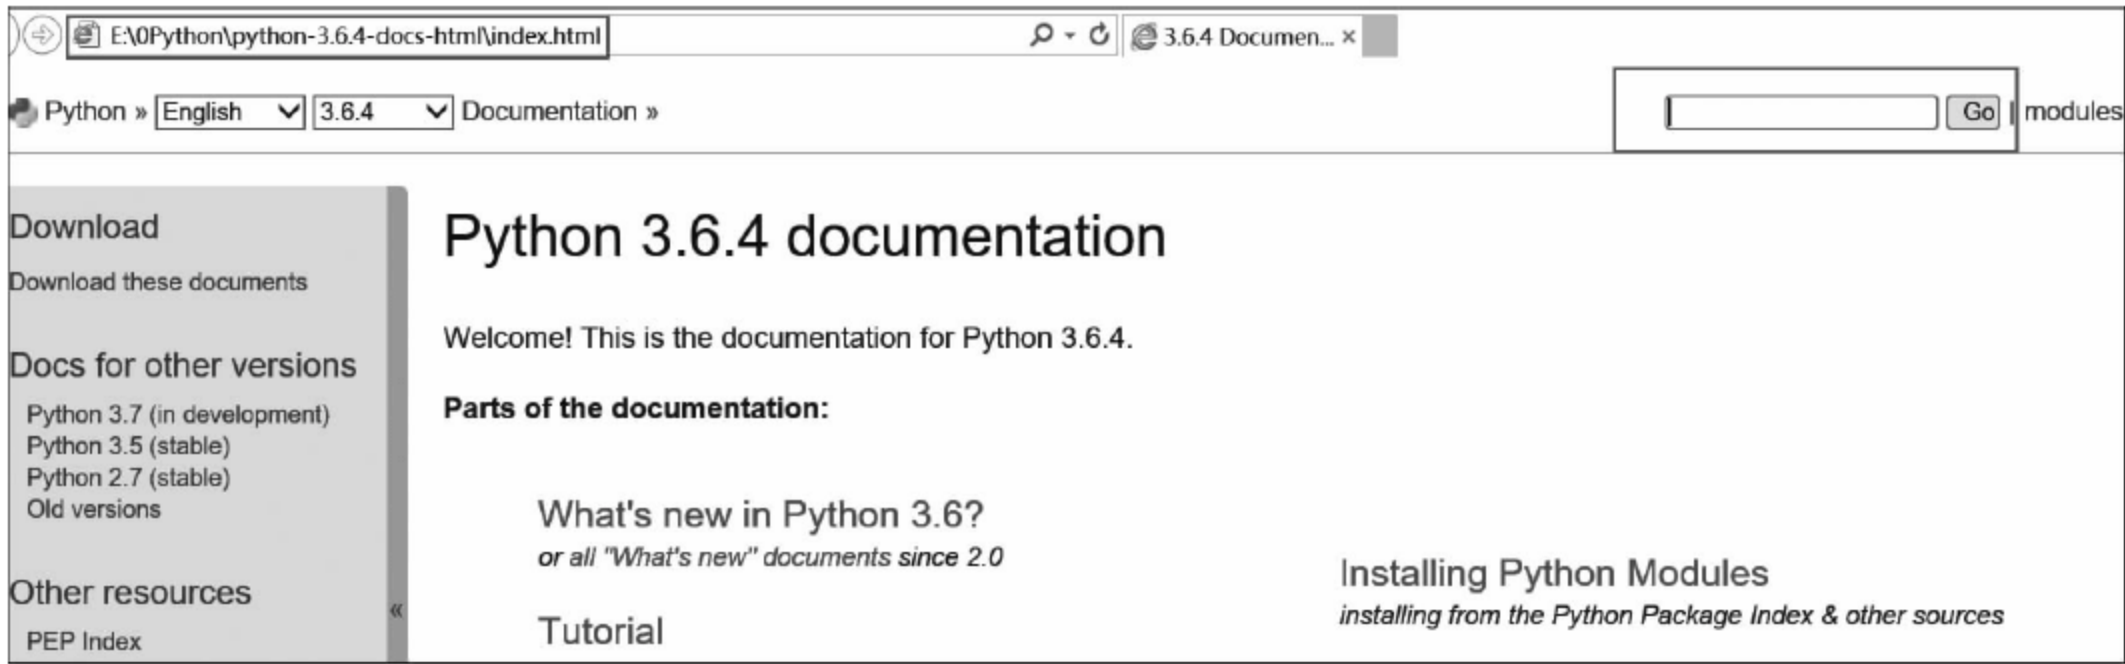 E:\0Python\python-3.6.4-docs-html\index.html
3.6.4 Documen... ×
Python » English 3.6.4 Documentation »
Go | modules
Download
Download these documents
Docs for other versions
Python 3.7 (in development)
Python 3.5 (stable)
Python 2.7 (stable)
Old versions
Other resources
PEP Index
«
Python 3.6.4 documentation
Welcome! This is the documentation for Python 3.6.4.
Parts of the documentation:
What's new in Python 3.6?
or all "What's new" documents since 2.0
Tutorial
Installing Python Modules
installing from the Python Package Index & other sources